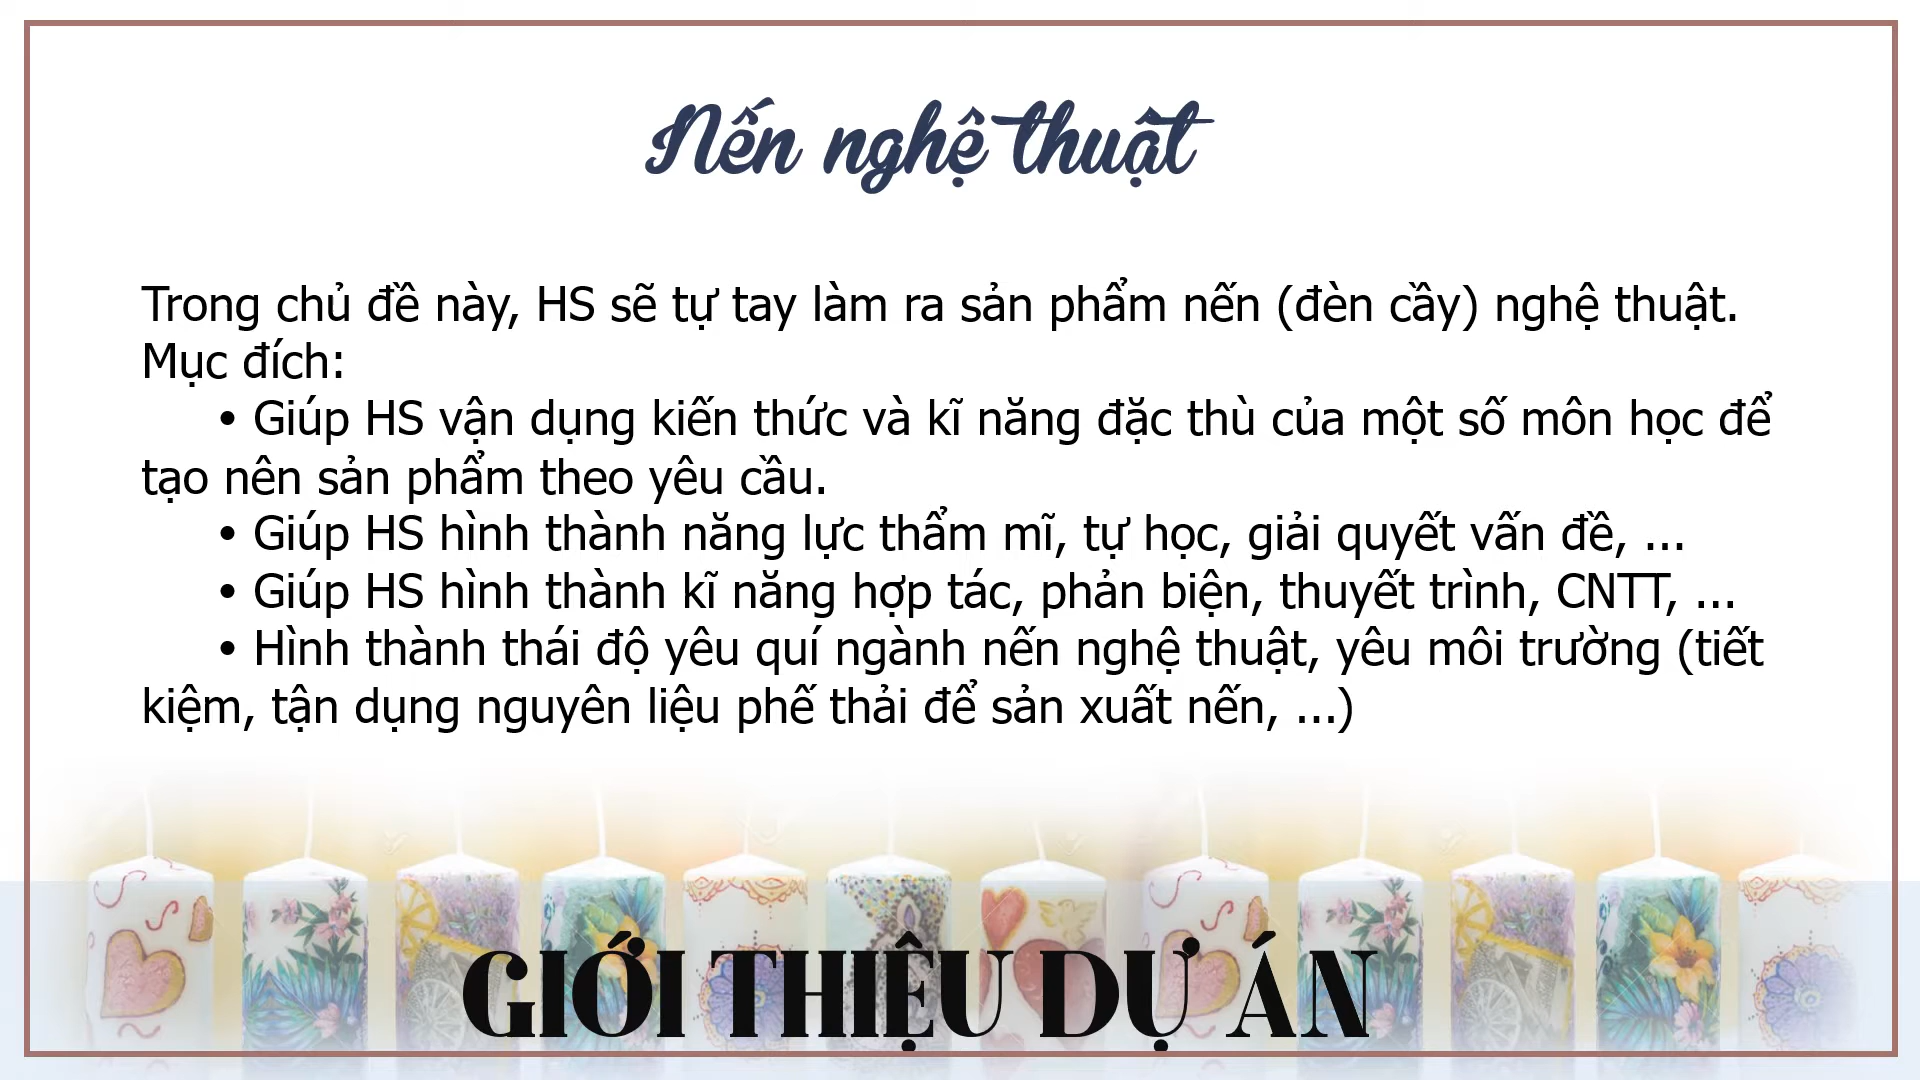 Nến nghệ thuật
Trong chủ đề này, HS sẽ tự tay làm ra sản phẩm nến (đèn cầy) nghệ thuật.
Mục đích:
• Giúp HS vận dụng kiến thức và kĩ năng đặc thù của một số môn học để
tạo nên sản phẩm theo yêu cầu.
• Giúp HS hình thành năng lực thẩm mĩ, tự học, giải quyết vấn đề, ...
• Giúp HS hình thành kĩ năng hợp tác, phản biện, thuyết trình, CNTT, ...
• Hình thành thái độ yêu quí ngành nến nghệ thuật, yêu môi trường (tiết
kiệm, tận dụng nguyên liệu phế thải để sản xuất nến, ...)
GIỚI THIỆU DỰ ÁN